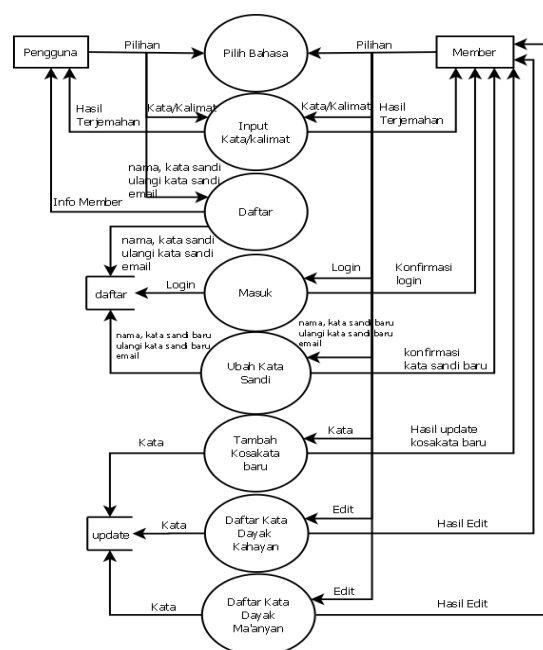 Pengguna
Pilihan
Pilih Bahasa
Pilihan
Member
Hasil
Terjemahan
Kata/Kalimat
Input
Kata/kalimat
Kata/Kalimat
Hasil
Terjemahan
nama, kata sandi
ulangi kata sandi
email
Info Member
Daftar
nama, kata sandi
ulangi kata sandi
email
daftar
Login
Masuk
Login
Konfirmasi
login
nama, kata sandi baru
ulangi kata sandi baru
email
nama, kata sandi baru
ulangi kata sandi baru
email
Ubah Kata
Sandi
konfirmasi
kata sandi baru
Kata
Tambah
Kosakata
baru
Kata
Hasil update
kosakata baru
update
Kata
Daftar Kata
Dayak
Kahayan
Edit
Hasil Edit
Kata
Daftar Kata
Dayak
Ma'anyan
Edit
Hasil Edit